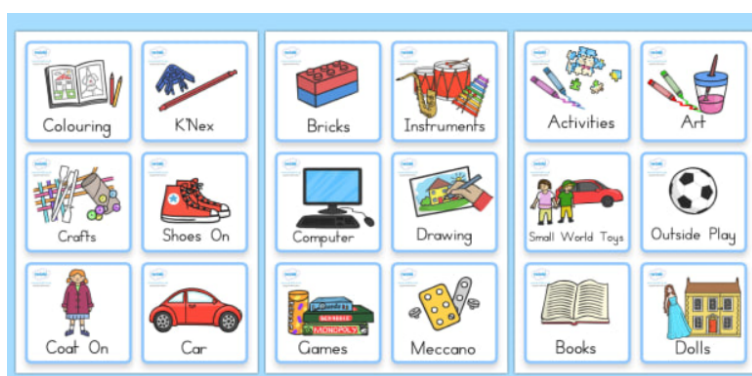 Colouring
K'Nex
Crafts
Shoes On
Coat On
Car
Bricks
Instruments
Computer
Drawing
Games
MONOPOLY
Meccano
Activities
Art
Small World Toys
Outside Play
Books
Dolls